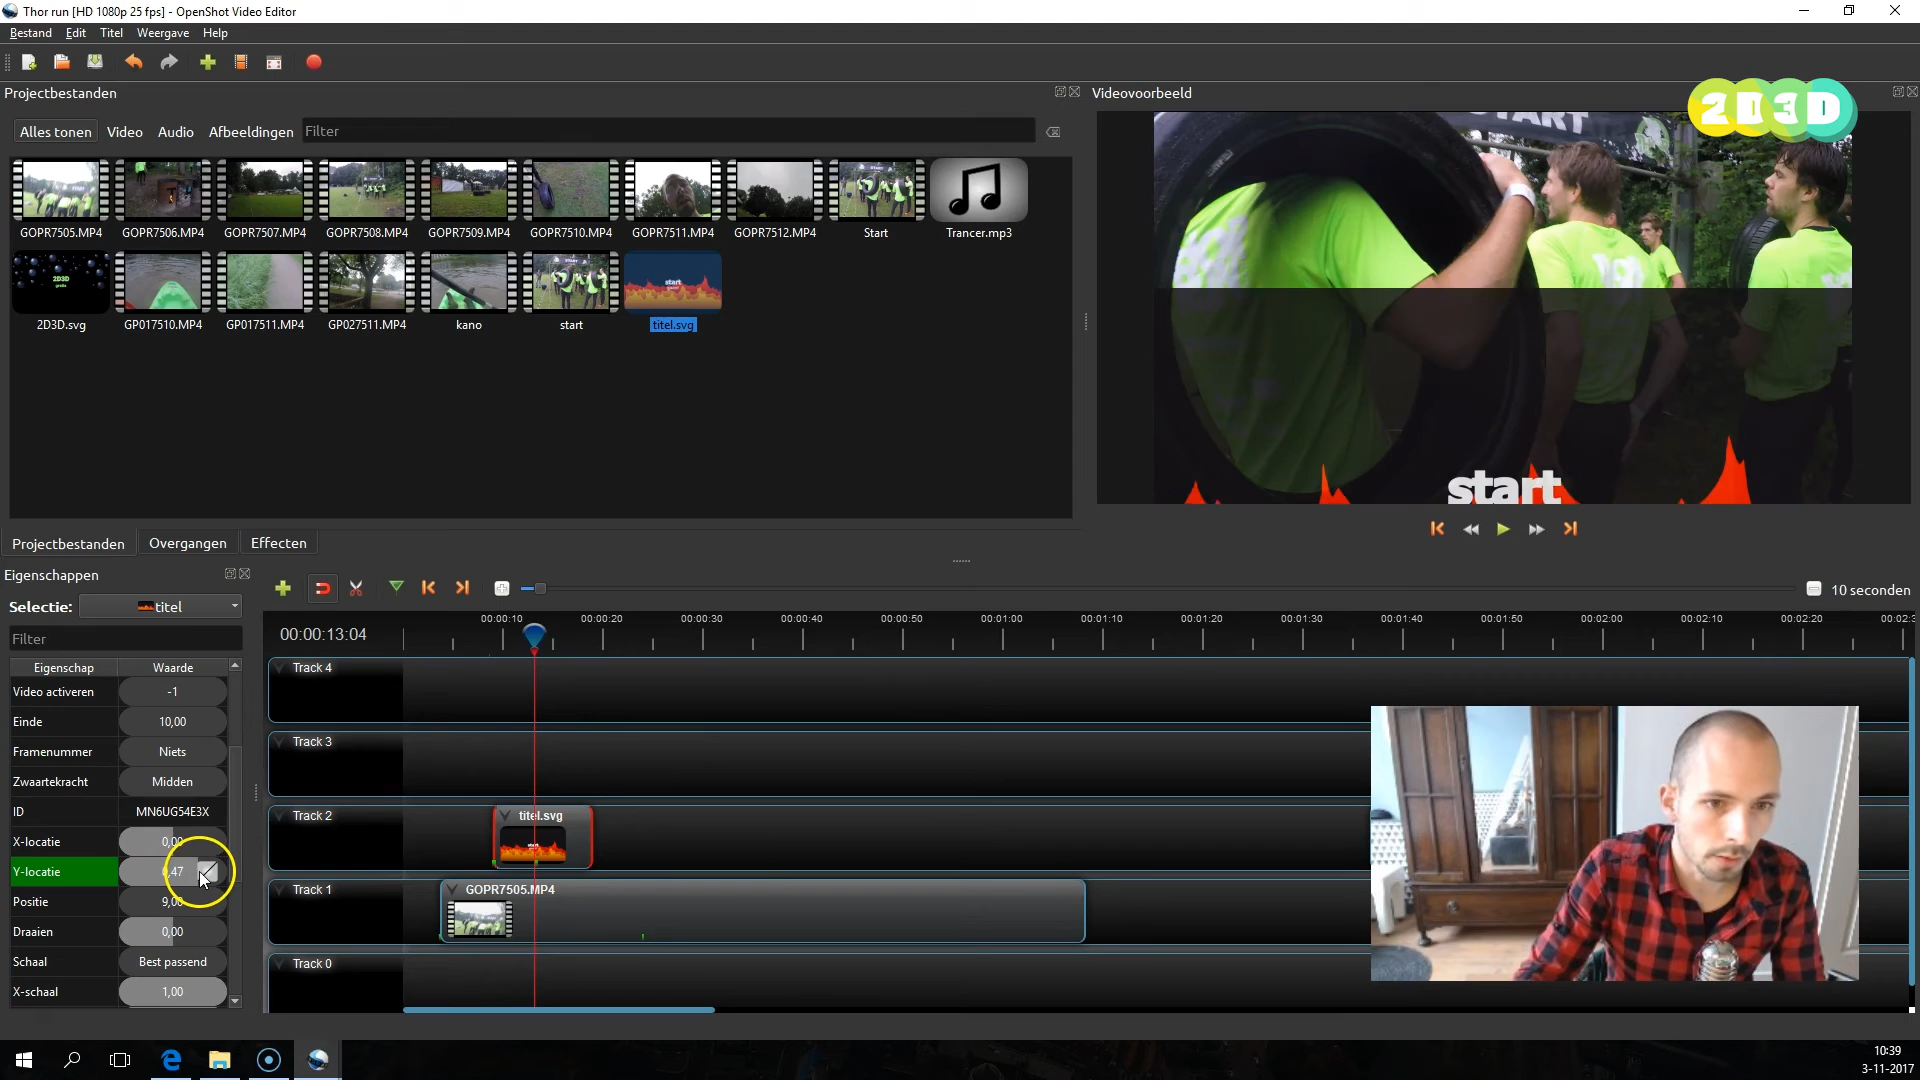 Thor run [HD 1080p 25 fps] - OpenShot Video Editor
Bestand Edit Titel Weergave Help
Projectbestanden
Videovoorbeeld
2D3D
Alles tonen Video Audio Afbeeldingen Filter
START
GOPR7505.MP4 GOPR7506.MP4 GOPR7507.MP4 GOPR7508.MP4 GOPR7509.MP4 GOPR7510.MP4 GOPR7511.MP4 GOPR7512.MP4 Start Trancer.mp3
2D3D
start
2D3D.svg GP017510.MP4 GP017511.MP4 GP027511.MP4 kano start titel.svg
start
Projectbestanden Overgangen Effecten
Eigenschappen
10 seconden
Selectie: titel
Filter
00:00:13:04
00:00:10 00:00:20 00:00:30 00:00:40 00:00:50 00:01:00 00:01:10 00:01:20 00:01:30 00:01:40 00:01:50 00:02:00 00:02:10 00:02:20 00:02:3
Eigenschap Waarde
Video activeren -1
Einde 10,00
Framenummer Niets
Zwaartekracht Midden
ID MN6UG54E3X
X-locatie 0,00
Y-locatie ,47
Positie 9,00
Draaien 0,00
Schaal Best passend
X-schaal 1,00
Track 4
Track 3
Track 2
titel.svg
Track 1
GOPR7505.MP4
Track 0
10:39
3-11-2017